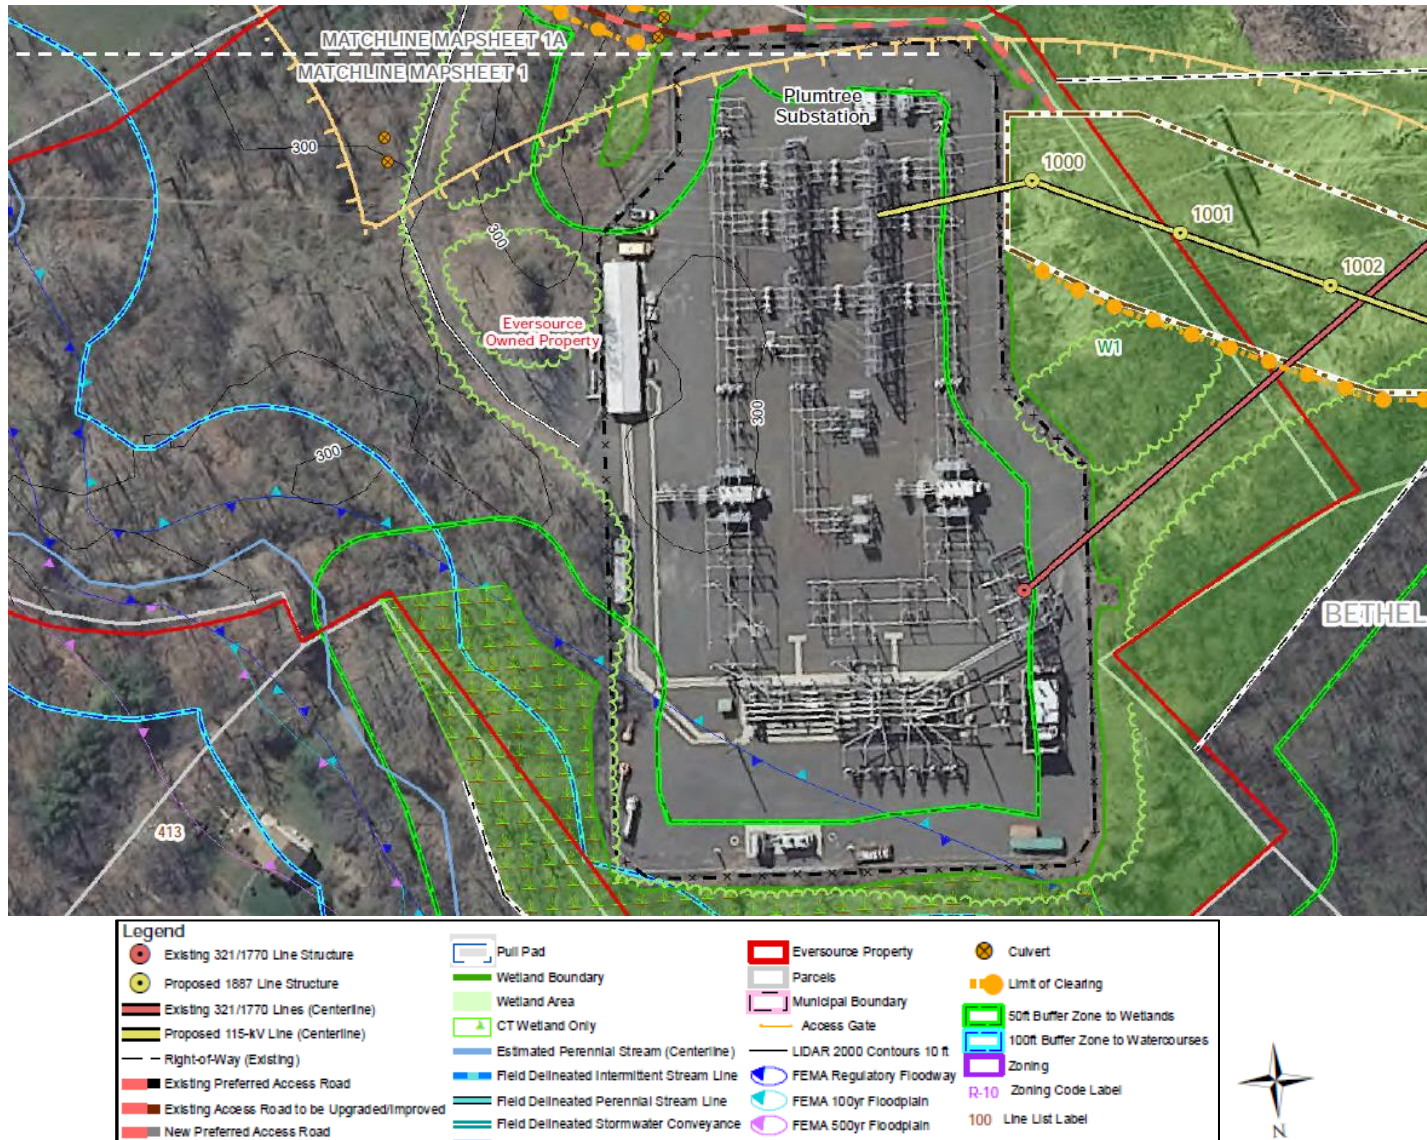 MATCHLINE MAPSHEET 1A
MATCHLINE MAPSHEET 1
Plumtree
Substation
300
1000
1001
1002
300
Eversource
Owned Property
W1
300
300
BETHEL
413
Legend
Existing 321/1770 Line Structure
Proposed 1887 Line Structure
Existing 321/1770 Lines (Centerline)
Proposed 115-kV Line (Centerline)
Right-of-Way (Existing)
Existing Preferred Access Road
Existing Access Road to be Upgraded/Improved
New Preferred Access Road
Pull Pad
Wetland Boundary
Wetland Area
CT Wetland Only
Estimated Perennial Stream (Centerline)
Field Delineated Intermittent Stream Line
Field Delineated Perennial Stream Line
Field Delineated Stormwater Conveyance
Eversource Property
Parcels
Municipal Boundary
Access Gate
LIDAR 2000 Contours 10 ft
FEMA Regulatory Floodway
FEMA 100yr Floodplain
FEMA 500yr Floodplain
Culvert
Limit of Clearing
50ft Buffer Zone to Wetlands
100ft Buffer Zone to Watercourses
Zoning
R-10 Zoning Code Label
100 Line List Label
N